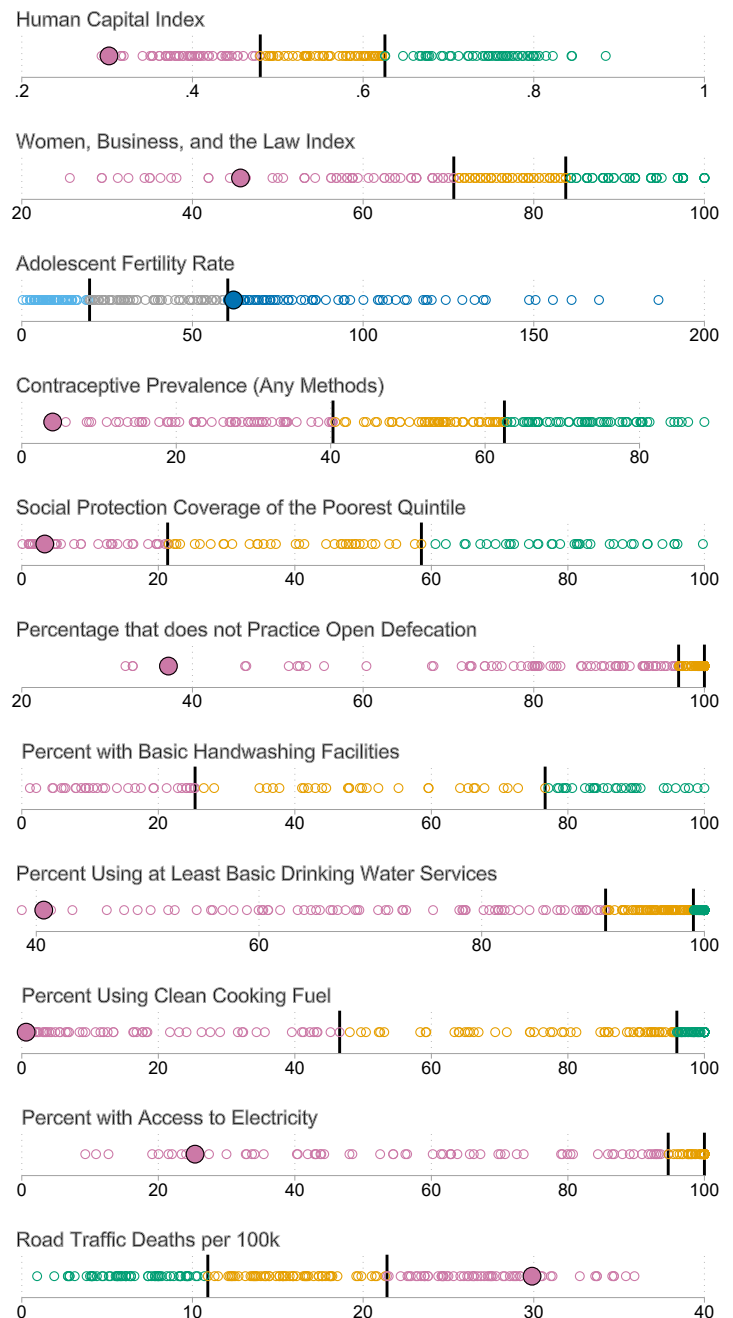 Human Capital Index
.2 .4 .6 .8 1
Women, Business, and the Law Index
20 40 60 80 100
Adolescent Fertility Rate
0 50 100 150 200
Contraceptive Prevalence (Any Methods)
0 20 40 60 80
Social Protection Coverage of the Poorest Quintile
0 20 40 60 80 100
Percentage that does not Practice Open Defecation
20 40 60 80 100
Percent with Basic Handwashing Facilities
0 20 40 60 80 100
Percent Using at Least Basic Drinking Water Services
40 60 80 100
Percent Using Clean Cooking Fuel
0 20 40 60 80 100
Percent with Access to Electricity
0 20 40 60 80 100
Road Traffic Deaths per 100k
0 10 20 30 40